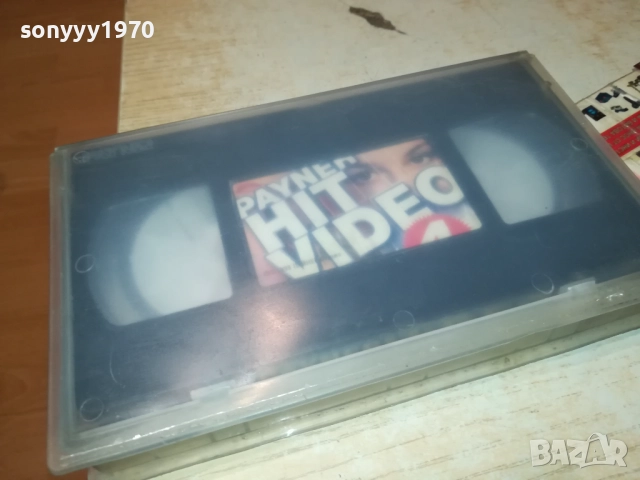 sonyyy1970
PAYNER
HIT
VIDEO
4
BAZAR